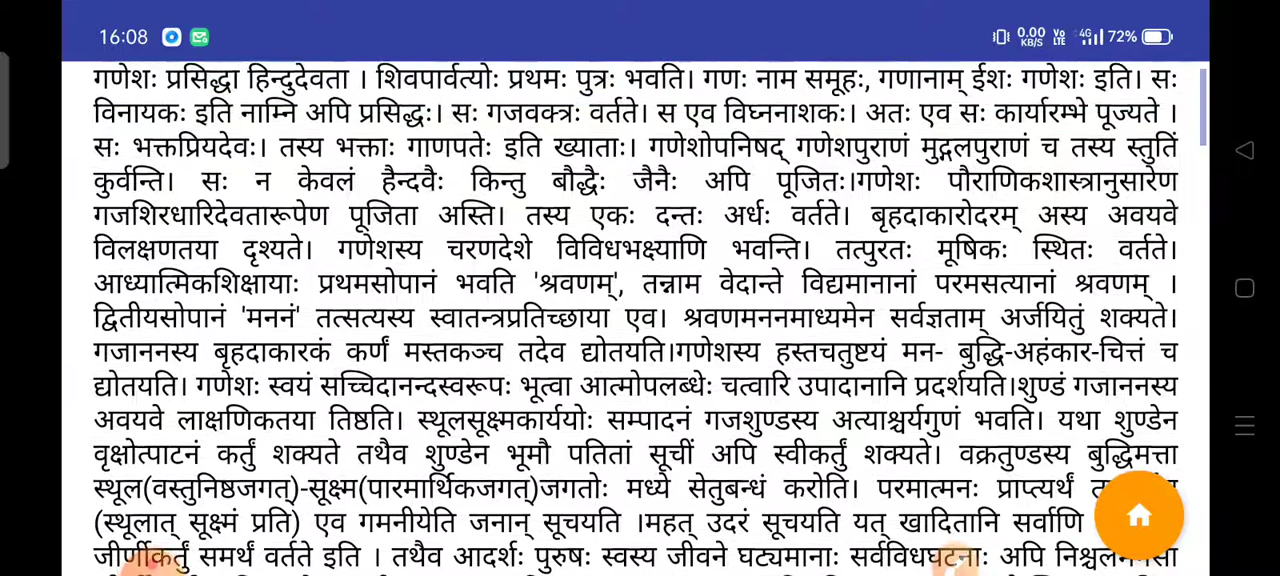 16:08 0.00 KB/S Vo LTE 4G 72%
गणेशः प्रसिद्धा हिन्दुदेवता । शिवपार्वत्योः प्रथमः पुत्रः भवति। गणः नाम समूहः, गणानाम् ईशः गणेशः इति। सः
विनायकः इति नाम्नि अपि प्रसिद्धः। सः गजवक्त्रः वर्तते। स एव विघ्ननाशकः। अतः एव सः कार्यारम्भे पूज्यते ।
सः भक्तप्रियदेवः। तस्य भक्ताः गाणपतेः इति ख्याताः। गणेशोपनिषद् गणेशपुराणं मुद्गलपुराणं च तस्य स्तुतिं
कुर्वन्ति। सः न केवलं हैन्दवैः किन्तु बौद्धैः जैनैः अपि पूजितः।गणेशः पौराणिकशास्त्रानुसारेण
गजशिरधारिदेवतारूपेण पूजिता अस्ति। तस्य एकः दन्तः अर्धः वर्तते। बृहदाकारोदरम् अस्य अवयवे
विलक्षणतया दृश्यते। गणेशस्य चरणदेशे विविधभक्ष्याणि भवन्ति। तत्पुरतः मूषिकः स्थितः वर्तते।
आध्यात्मिकशिक्षायाः प्रथमसोपानं भवति 'श्रवणम्', तन्नाम वेदान्ते विद्यमानानां परमसत्यानां श्रवणम् ।
द्वितीयसोपानं 'मननं' तत्सत्यस्य स्वातन्त्रप्रतिच्छाया एव। श्रवणमननमाध्यमेन सर्वज्ञताम् अर्जयितुं शक्यते।
गजाननस्य बृहदाकारकं कर्णं मस्तकञ्च तदेव द्योतयति।गणेशस्य हस्तचतुष्टयं मन- बुद्धि-अहंकार-चित्तं च
द्योतयति। गणेशः स्वयं सच्चिदानन्दस्वरूपः भूत्वा आत्मोपलब्धेः चत्वारि उपादानानि प्रदर्शयति।शुण्डं गजाननस्य
अवयवे लाक्षणिकतया तिष्ठति। स्थूलसूक्ष्मकार्ययोः सम्पादनं गजशुण्डस्य अत्याश्चर्यगुणं भवति। यथा शुण्डेन
वृक्षोत्पाटनं कर्तुं शक्यते तथैव शुण्डेन भूमौ पतितां सूचीं अपि स्वीकर्तुं शक्यते। वक्रतुण्डस्य बुद्धिमत्ता
स्थूल(वस्तुनिष्ठजगत्)-सूक्ष्म(पारमार्थिकजगत्)जगतोः मध्ये सेतुबन्धं करोति। परमात्मनः प्राप्त्यर्थं
(स्थूलात् सूक्ष्मं प्रति) एव गमनीयेति जनान् सूचयति ।महत् उदरं सूचयति यत् खादितानि सर्वाणि
जीर्णीकर्तुं समर्थं वर्तते इति । तथैव आदर्शः पुरुषः स्वस्य जीवने घट्यमानाः सर्वविधघटनाः अपि